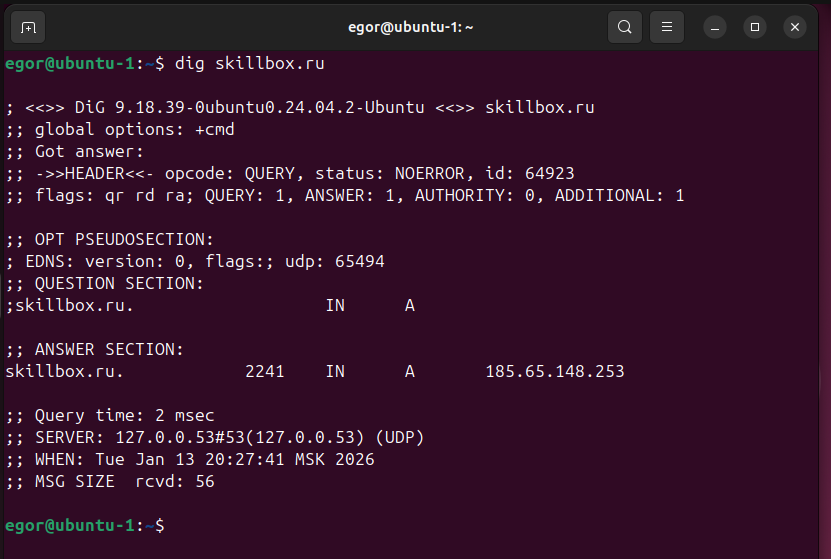 egor@ubuntu-1: ~
egor@ubuntu-1:~$ dig skillbox.ru
; <<>> DiG 9.18.39-0ubuntu0.24.04.2-Ubuntu <<>> skillbox.ru
;; global options: +cmd
;; Got answer:
;; ->>HEADER<<- opcode: QUERY, status: NOERROR, id: 64923
;; flags: qr rd ra; QUERY: 1, ANSWER: 1, AUTHORITY: 0, ADDITIONAL: 1
;; OPT PSEUDOSECTION:
; EDNS: version: 0, flags:; udp: 65494
;; QUESTION SECTION:
;skillbox.ru. IN A
;; ANSWER SECTION:
skillbox.ru. 2241 IN A 185.65.148.253
;; Query time: 2 msec
;; SERVER: 127.0.0.53#53(127.0.0.53) (UDP)
;; WHEN: Tue Jan 13 20:27:41 MSK 2026
;; MSG SIZE  rcvd: 56
egor@ubuntu-1:~$